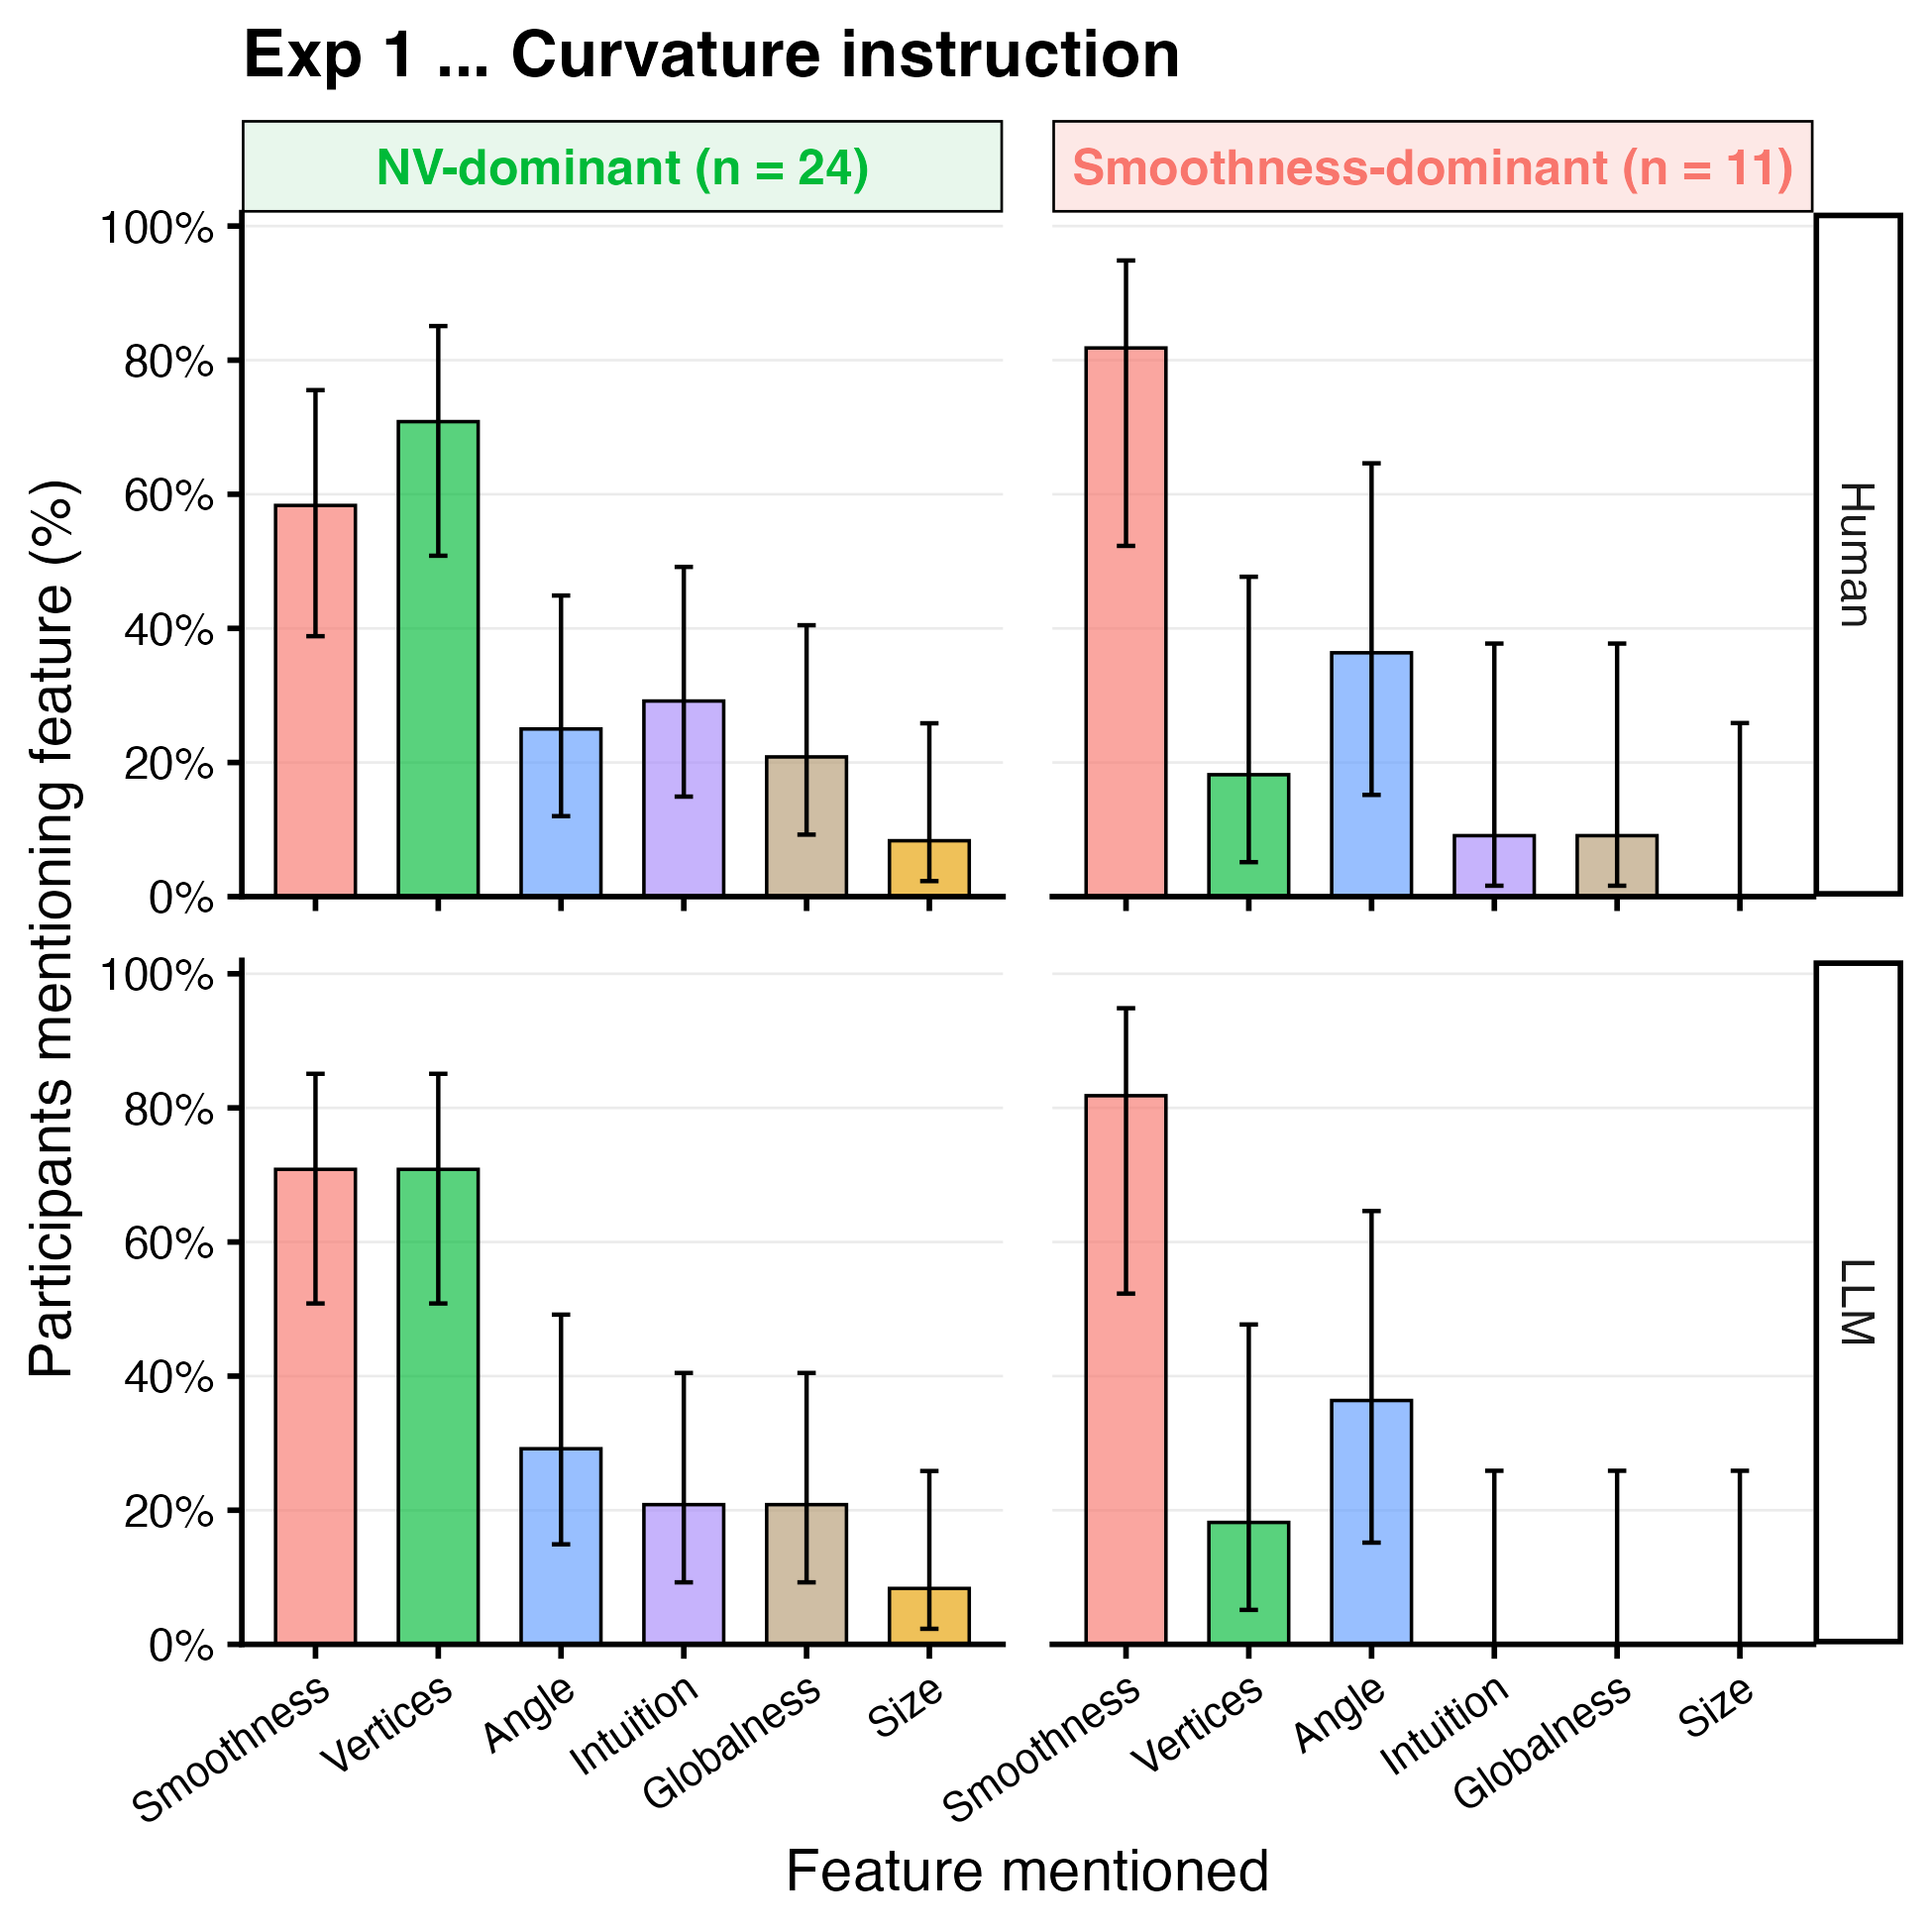 Exp 1 ... Curvature instruction
NV-dominant (n = 24)
Smoothness-dominant (n = 11)
Participants mentioning feature (%)
100%
80%
60%
40%
20%
0%
Human
100%
80%
60%
40%
20%
0%
LLM
Smoothness
Vertices
Angle
Intuition
Globalness
Size
Smoothness
Vertices
Angle
Intuition
Globalness
Size
Feature mentioned